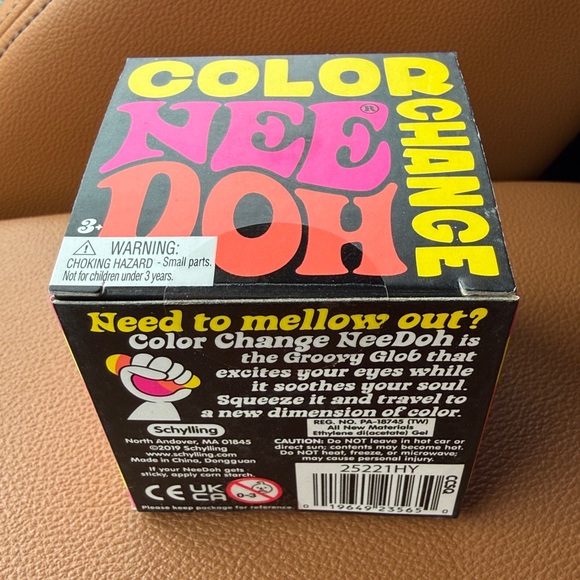 COLOR
CHANGE
NEE®
DOH
3+
WARNING:
CHOKING HAZARD - Small parts.
Not for children under 3 years.
Need to mellow out?
Color Change NeeDoh is
the Groovy Glob that
excites your eyes while
it soothes your soul.
Squeeze it and travel to
a new dimension of color.
Schylling
North Andover, MA 01845
©2019 Schylling
www.schylling.com
Made in China, Dongguan
If your NeeDoh gets
sticky, apply corn starch.
CE UK CA 0-3
Please keep package for reference.
REG. NO. PA-18745 (TW)
All New Materials
Ethylene di(acetate) Gel
CAUTION: Do NOT leave in hot car or
direct sun; contents may become hot.
Do NOT heat, freeze, or microwave;
may cause personal injury.
25221HY
0 19649 23565 0
CCND